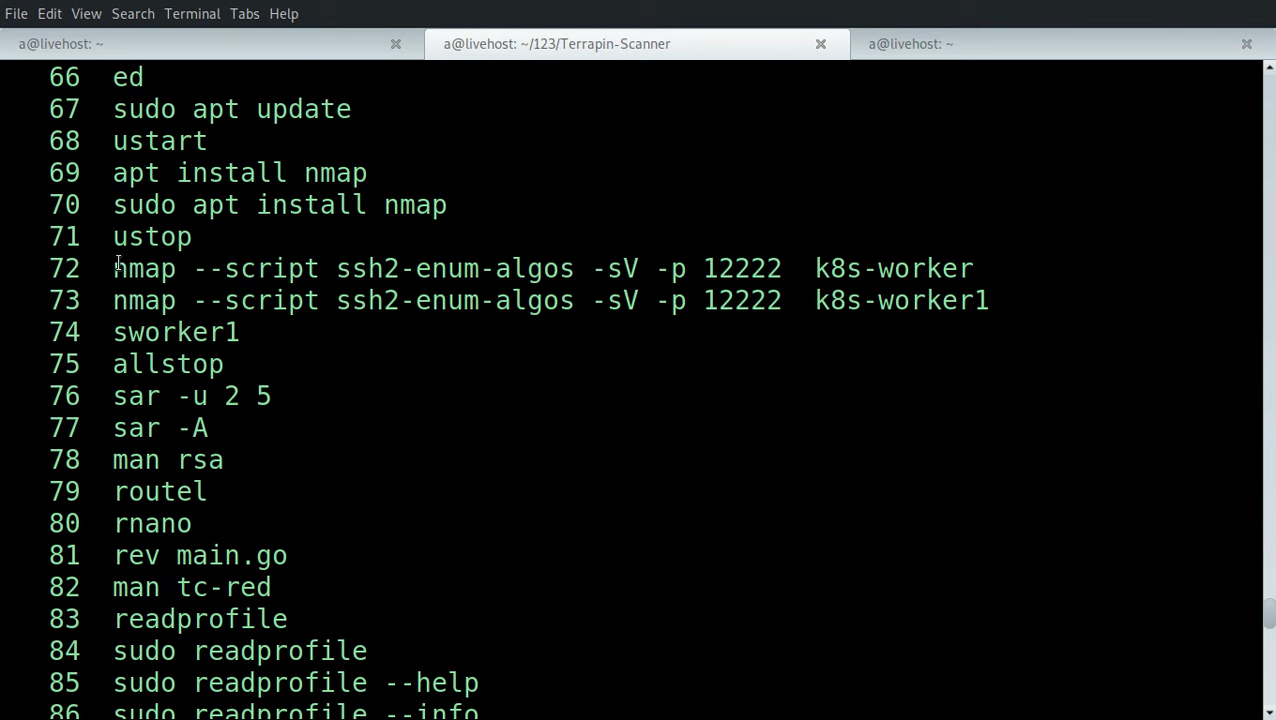 File Edit View Search Terminal Tabs Help
a@livehost: ~ a@livehost: ~/123/Terrapin-Scanner a@livehost: ~
66 ed
67 sudo apt update
68 ustart
69 apt install nmap
70 sudo apt install nmap
71 ustop
72 nmap --script ssh2-enum-algos -sV -p 12222  k8s-worker
73 nmap --script ssh2-enum-algos -sV -p 12222  k8s-worker1
74 sworker1
75 allstop
76 sar -u 2 5
77 sar -A
78 man rsa
79 routel
80 rnano
81 rev main.go
82 man tc-red
83 readprofile
84 sudo readprofile
85 sudo readprofile --help
86 sudo readprofile --info